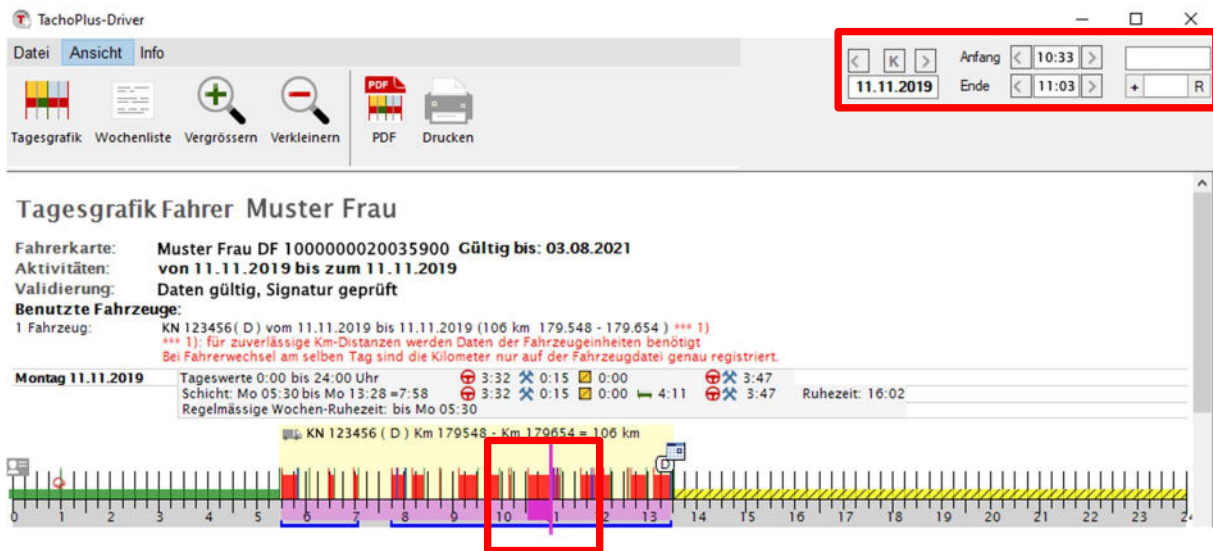 TachoPlus-Driver
Datei Ansicht Info
< K > Anfang < 10:33 >
11.11.2019 Ende < 11:03 > + R
Tagesgrafik Wochenliste Vergrössern Verkleinern PDF Drucken
PDF
Tagesgrafik Fahrer Muster Frau
Fahrerkarte: Muster Frau DF 1000000020035900 Gültig bis: 03.08.2021
Aktivitäten: von 11.11.2019 bis zum 11.11.2019
Validierung: Daten gültig, Signatur geprüft
Benutzte Fahrzeuge:
1 Fahrzeug: KN 123456( D ) vom 11.11.2019 bis 11.11.2019 (106 km 179.548 - 179.654 ) *** 1)
*** 1): für zuverlässige Km-Distanzen werden Daten der Fahrzeugeinheiten benötigt
Bei Fahrerwechsel am selben Tag sind die Kilometer nur auf der Fahrzeugdatei genau registriert.
Montag 11.11.2019 Tageswerte 0:00 bis 24:00 Uhr 3:32 0:15 0:00 3:47
Schicht: Mo 05:30 bis Mo 13:28 =7:58 3:32 0:15 0:00 4:11 3:47 Ruhezeit: 16:02
Regelmässige Wochen-Ruhezeit: bis Mo 05:30
KN 123456 ( D ) Km 179548 - Km 179654 = 106 km
D
0 1 2 3 4 5 6 7 8 9 10 11 12 13 14 15 16 17 18 19 20 21 22 23 24